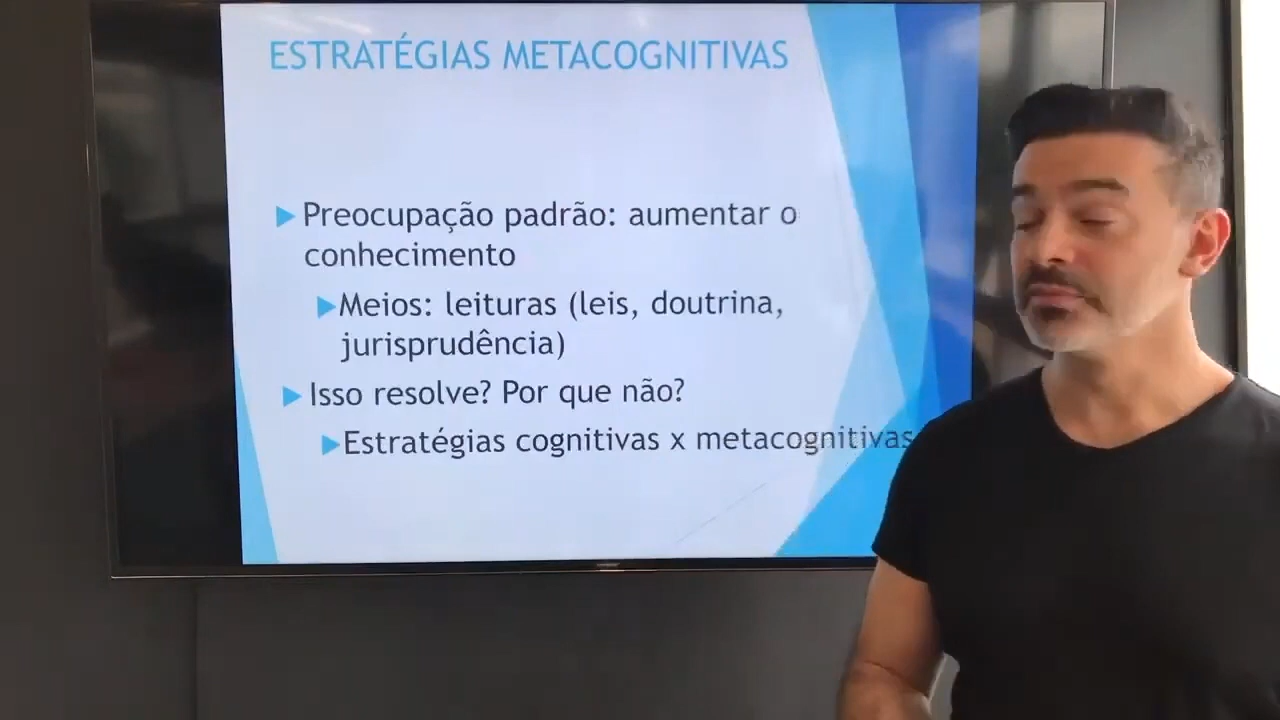 ESTRATÉGIAS METACOGNITIVAS
Preocupação padrão: aumentar o
conhecimento
Meios: leituras (leis, doutrina,
jurisprudência)
Isso resolve? Por que não?
Estratégias cognitivas x metacognitivas